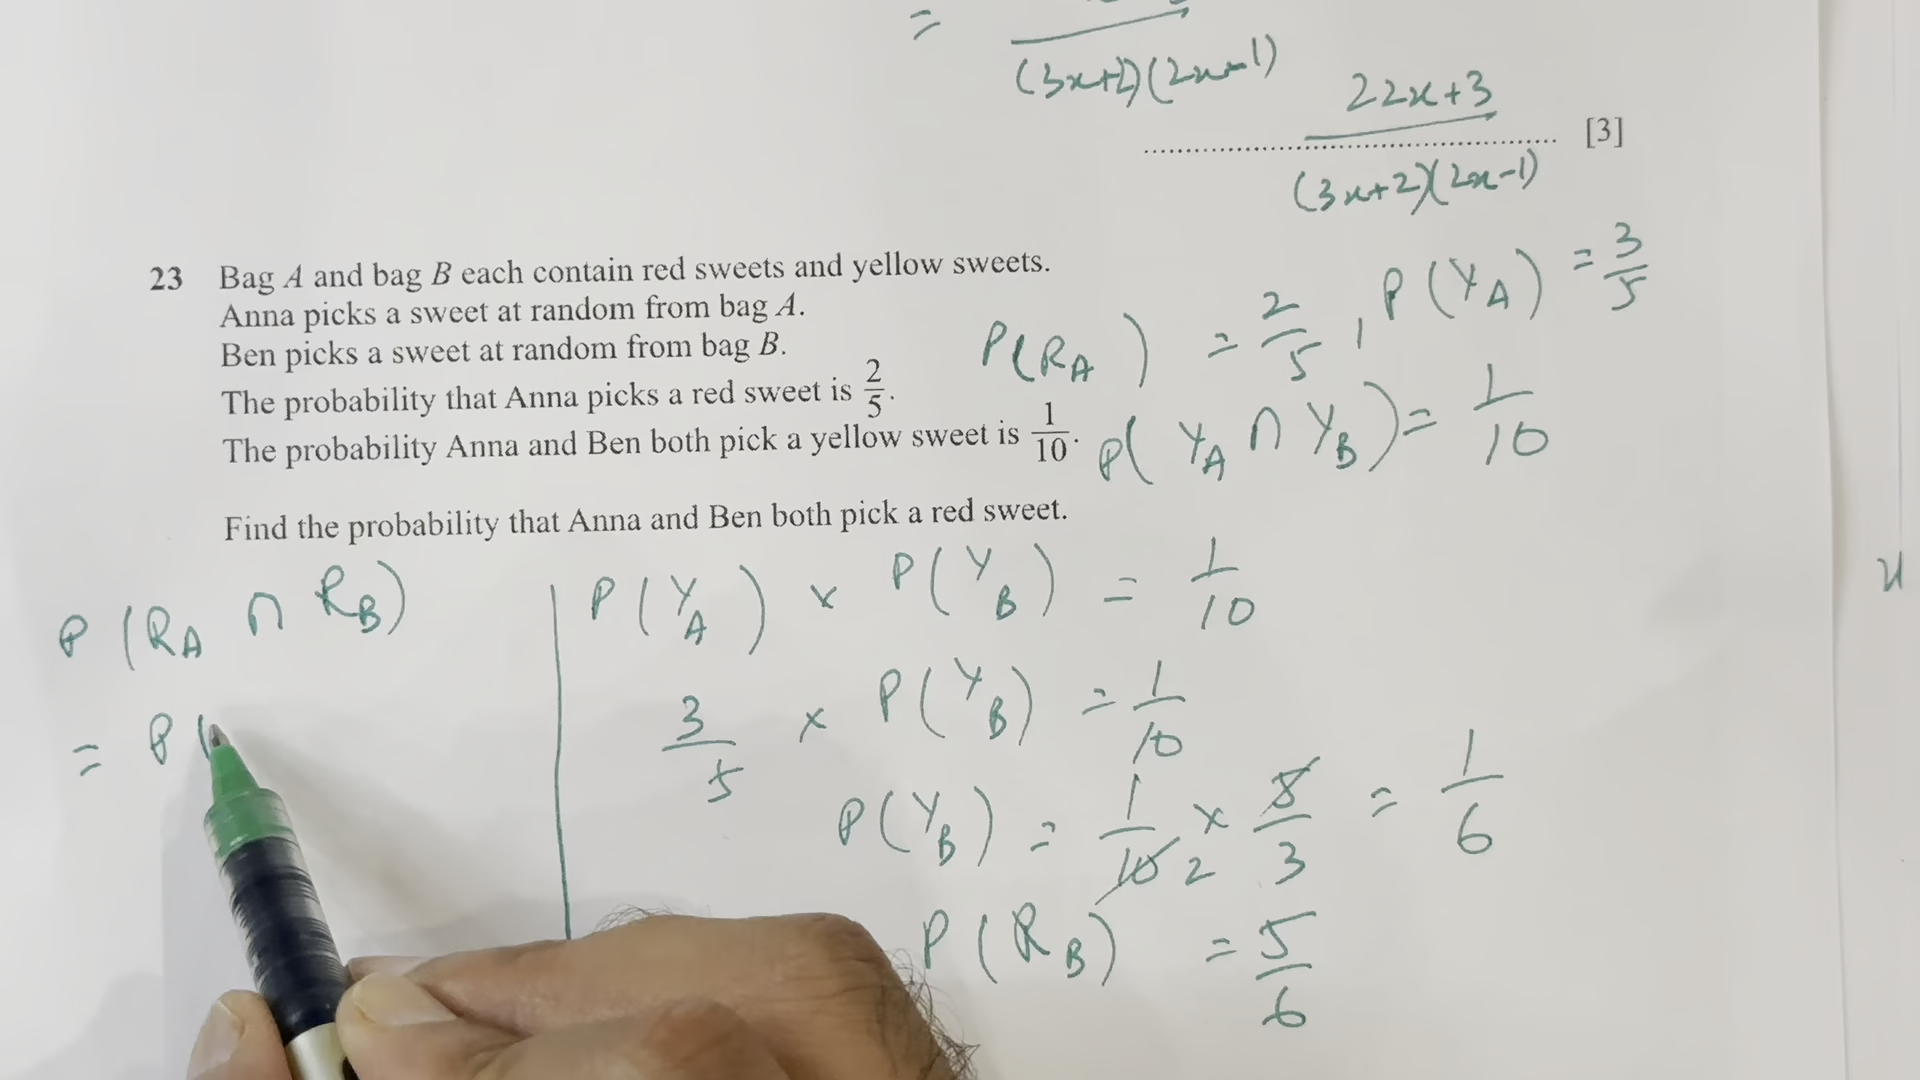 =
(3x+2)(2x-1)
22x+3
[3]
(3x+2)(2x-1)
23 Bag A and bag B each contain red sweets and yellow sweets.
Anna picks a sweet at random from bag A.
Ben picks a sweet at random from bag B.
The probability that Anna picks a red sweet is 2/5.
P(R_A) = 2/5 , P(Y_A) = 3/5
The probability Anna and Ben both pick a yellow sweet is 1/10.
P(Y_A ∩ Y_B) = 1/10
Find the probability that Anna and Ben both pick a red sweet.
P(R_A ∩ R_B)
= P(
P(Y_A) × P(Y_B) = 1/10
3/5 × P(Y_B) = 1/10
P(Y_B) = 1/10 2 × 5/3 = 1/6
P(R_B) = 5/6
x